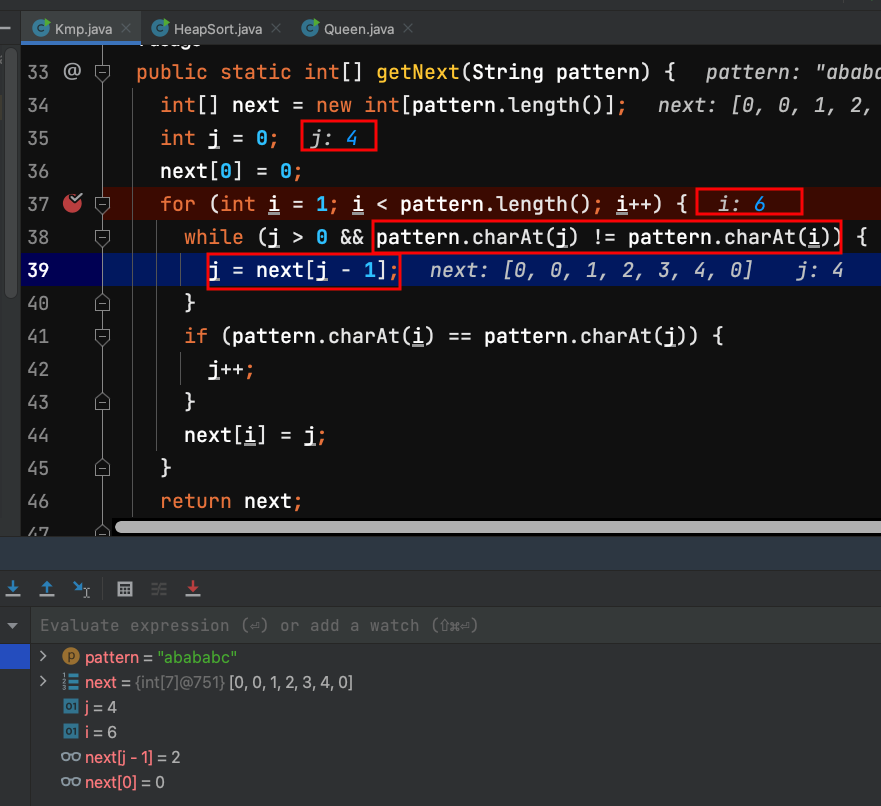 Kmp.java HeapSort.java Queen.java
33 @ public static int[] getNext(String pattern) { pattern: "ababa
34 int[] next = new int[pattern.length()]; next: [0, 0, 1, 2,
35 int j = 0; j: 4
36 next[0] = 0;
37 for (int i = 1; i < pattern.length(); i++) { i: 6
38 while (j > 0 && pattern.charAt(j) != pattern.charAt(i)) {
39 j = next[j - 1]; next: [0, 0, 1, 2, 3, 4, 0] j: 4
40 }
41 if (pattern.charAt(i) == pattern.charAt(j)) {
42 j++;
43 }
44 next[i] = j;
45 }
46 return next;
47
Evaluate expression (⏎) or add a watch (⇧⌘⏎)
pattern = "abababc"
next = {int[7]@751} [0, 0, 1, 2, 3, 4, 0]
01 j = 4
01 i = 6
next[j - 1] = 2
next[0] = 0